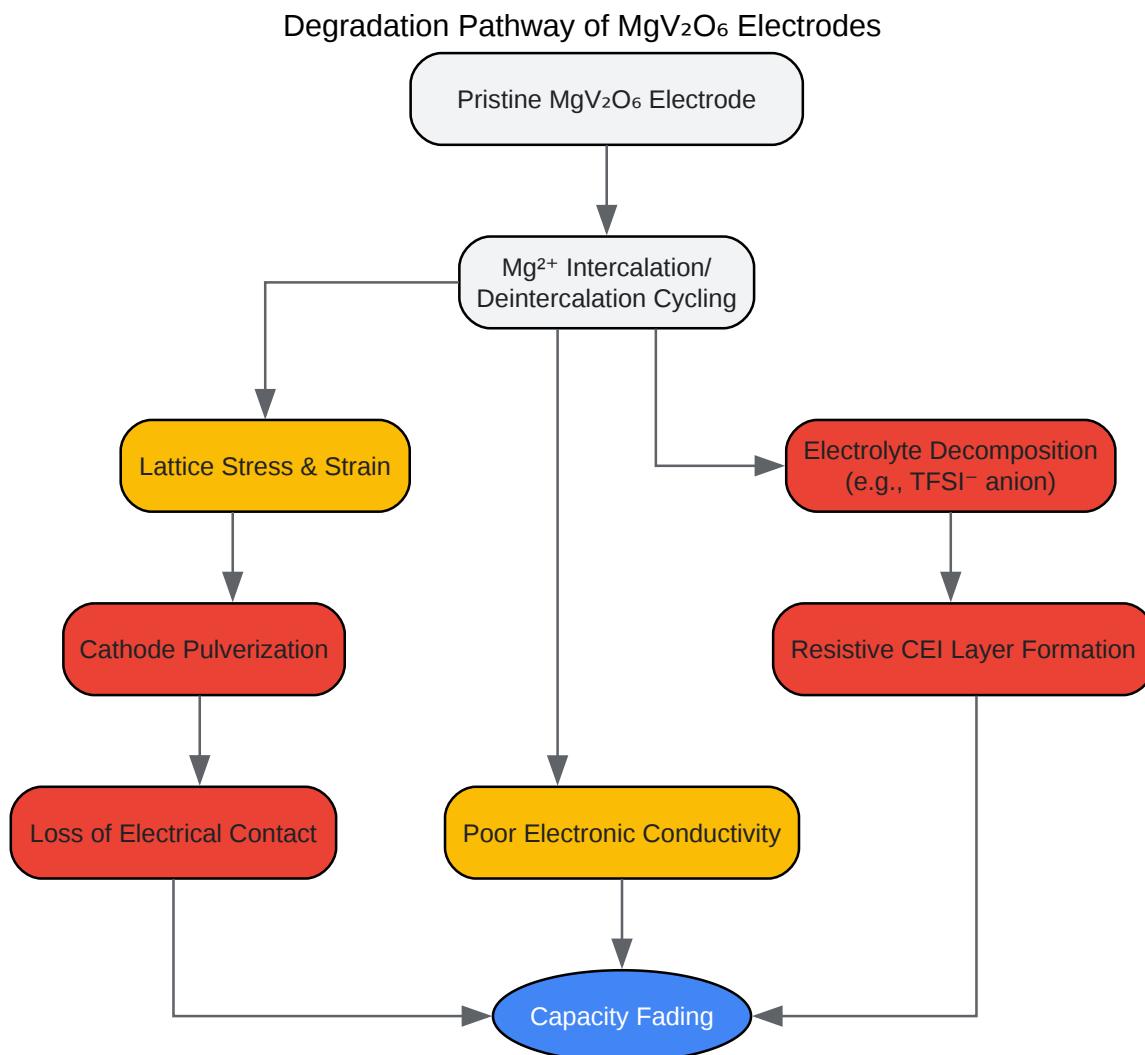 Degradation Pathway of MgV₂O₆ Electrodes
Pristine MgV₂O₆ Electrode
Mg²⁺ Intercalation/
Deintercalation Cycling
Lattice Stress & Strain
Electrolyte Decomposition
(e.g., TFSI⁻ anion)
Cathode Pulverization
Resistive CEI Layer Formation
Loss of Electrical Contact
Poor Electronic Conductivity
Capacity Fading